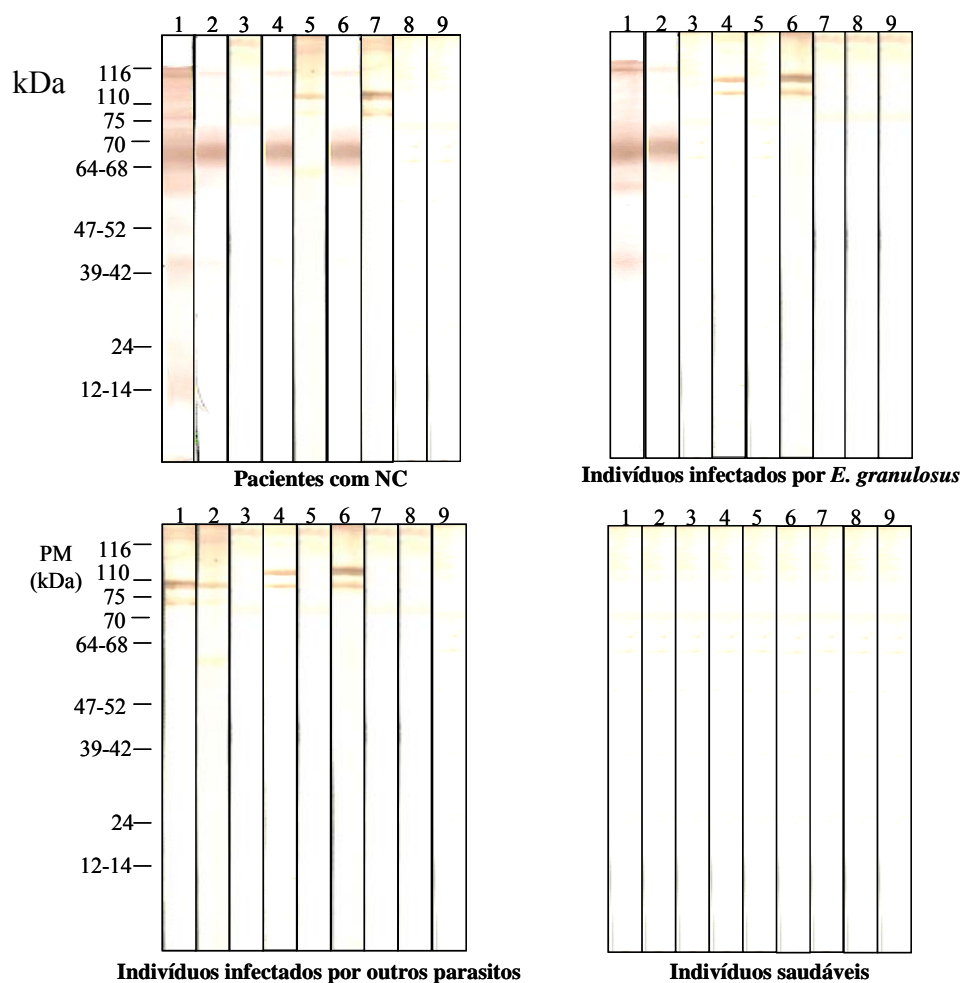 1 2 3 4 5 6 7 8 9
kDa
116
110
75
70
64-68
47-52
39-42
24
12-14
Pacientes com NC
1 2 3 4 5 6 7 8 9
Indivíduos infectados por E. granulosus
1 2 3 4 5 6 7 8 9
PM
(kDa)
116
110
75
70
64-68
47-52
39-42
24
12-14
Indivíduos infectados por outros parasitos
1 2 3 4 5 6 7 8 9
Indivíduos saudáveis